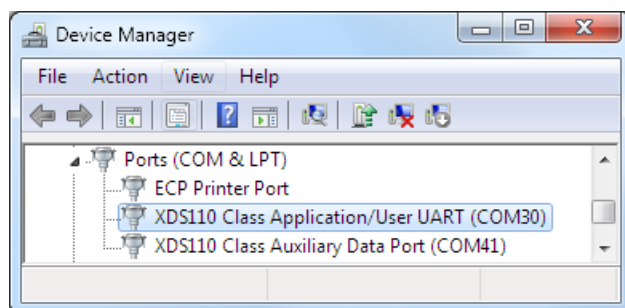 Device Manager
File Action View Help
Ports (COM & LPT)
ECP Printer Port
XDS110 Class Application/User UART (COM30)
XDS110 Class Auxiliary Data Port (COM41)